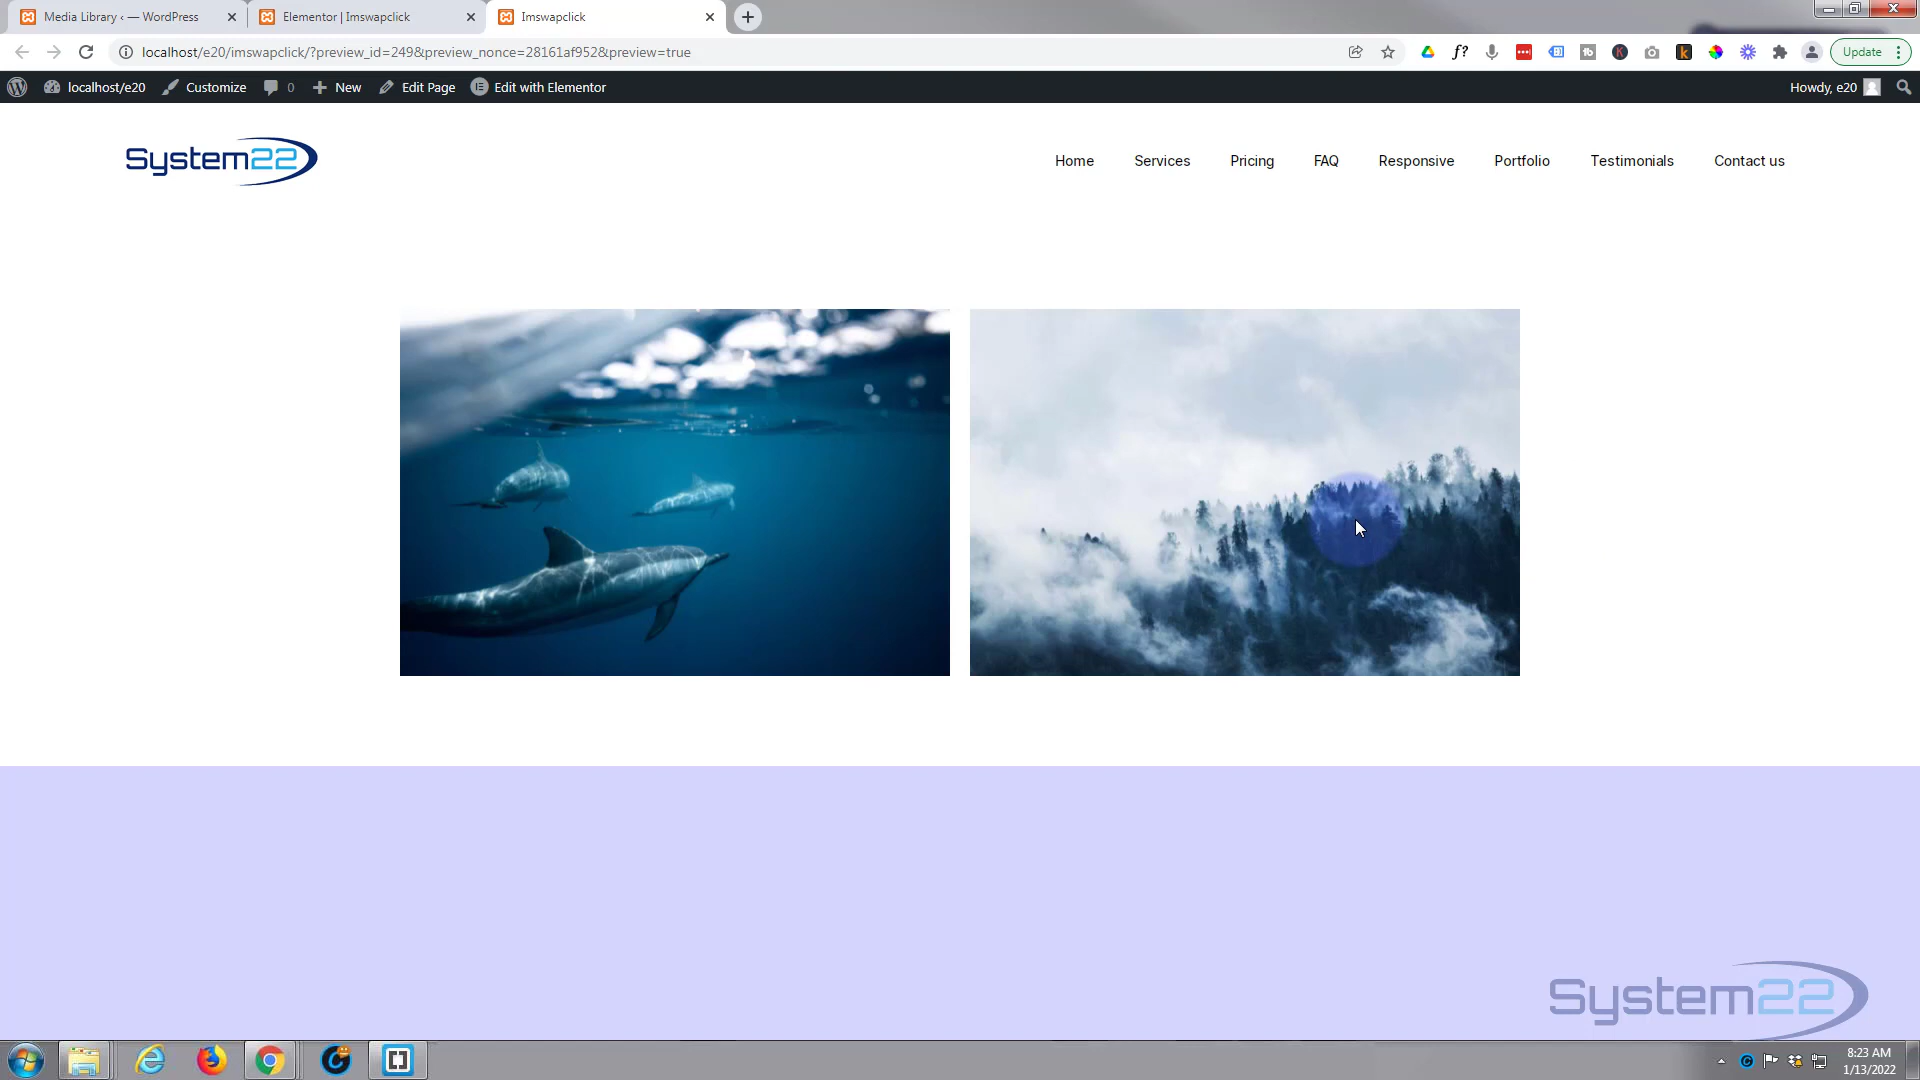 Media Library ‹ — WordPress
Elementor | Imswapclick
Imswapclick
localhost/e20/imswapclick/?preview_id=249&preview_nonce=28161af952&preview=true
Update
localhost/e20
Customize
0
New
Edit Page
Edit with Elementor
Howdy, e20
System22
Home
Services
Pricing
FAQ
Responsive
Portfolio
Testimonials
Contact us
System22
8:23 AM
1/13/2022